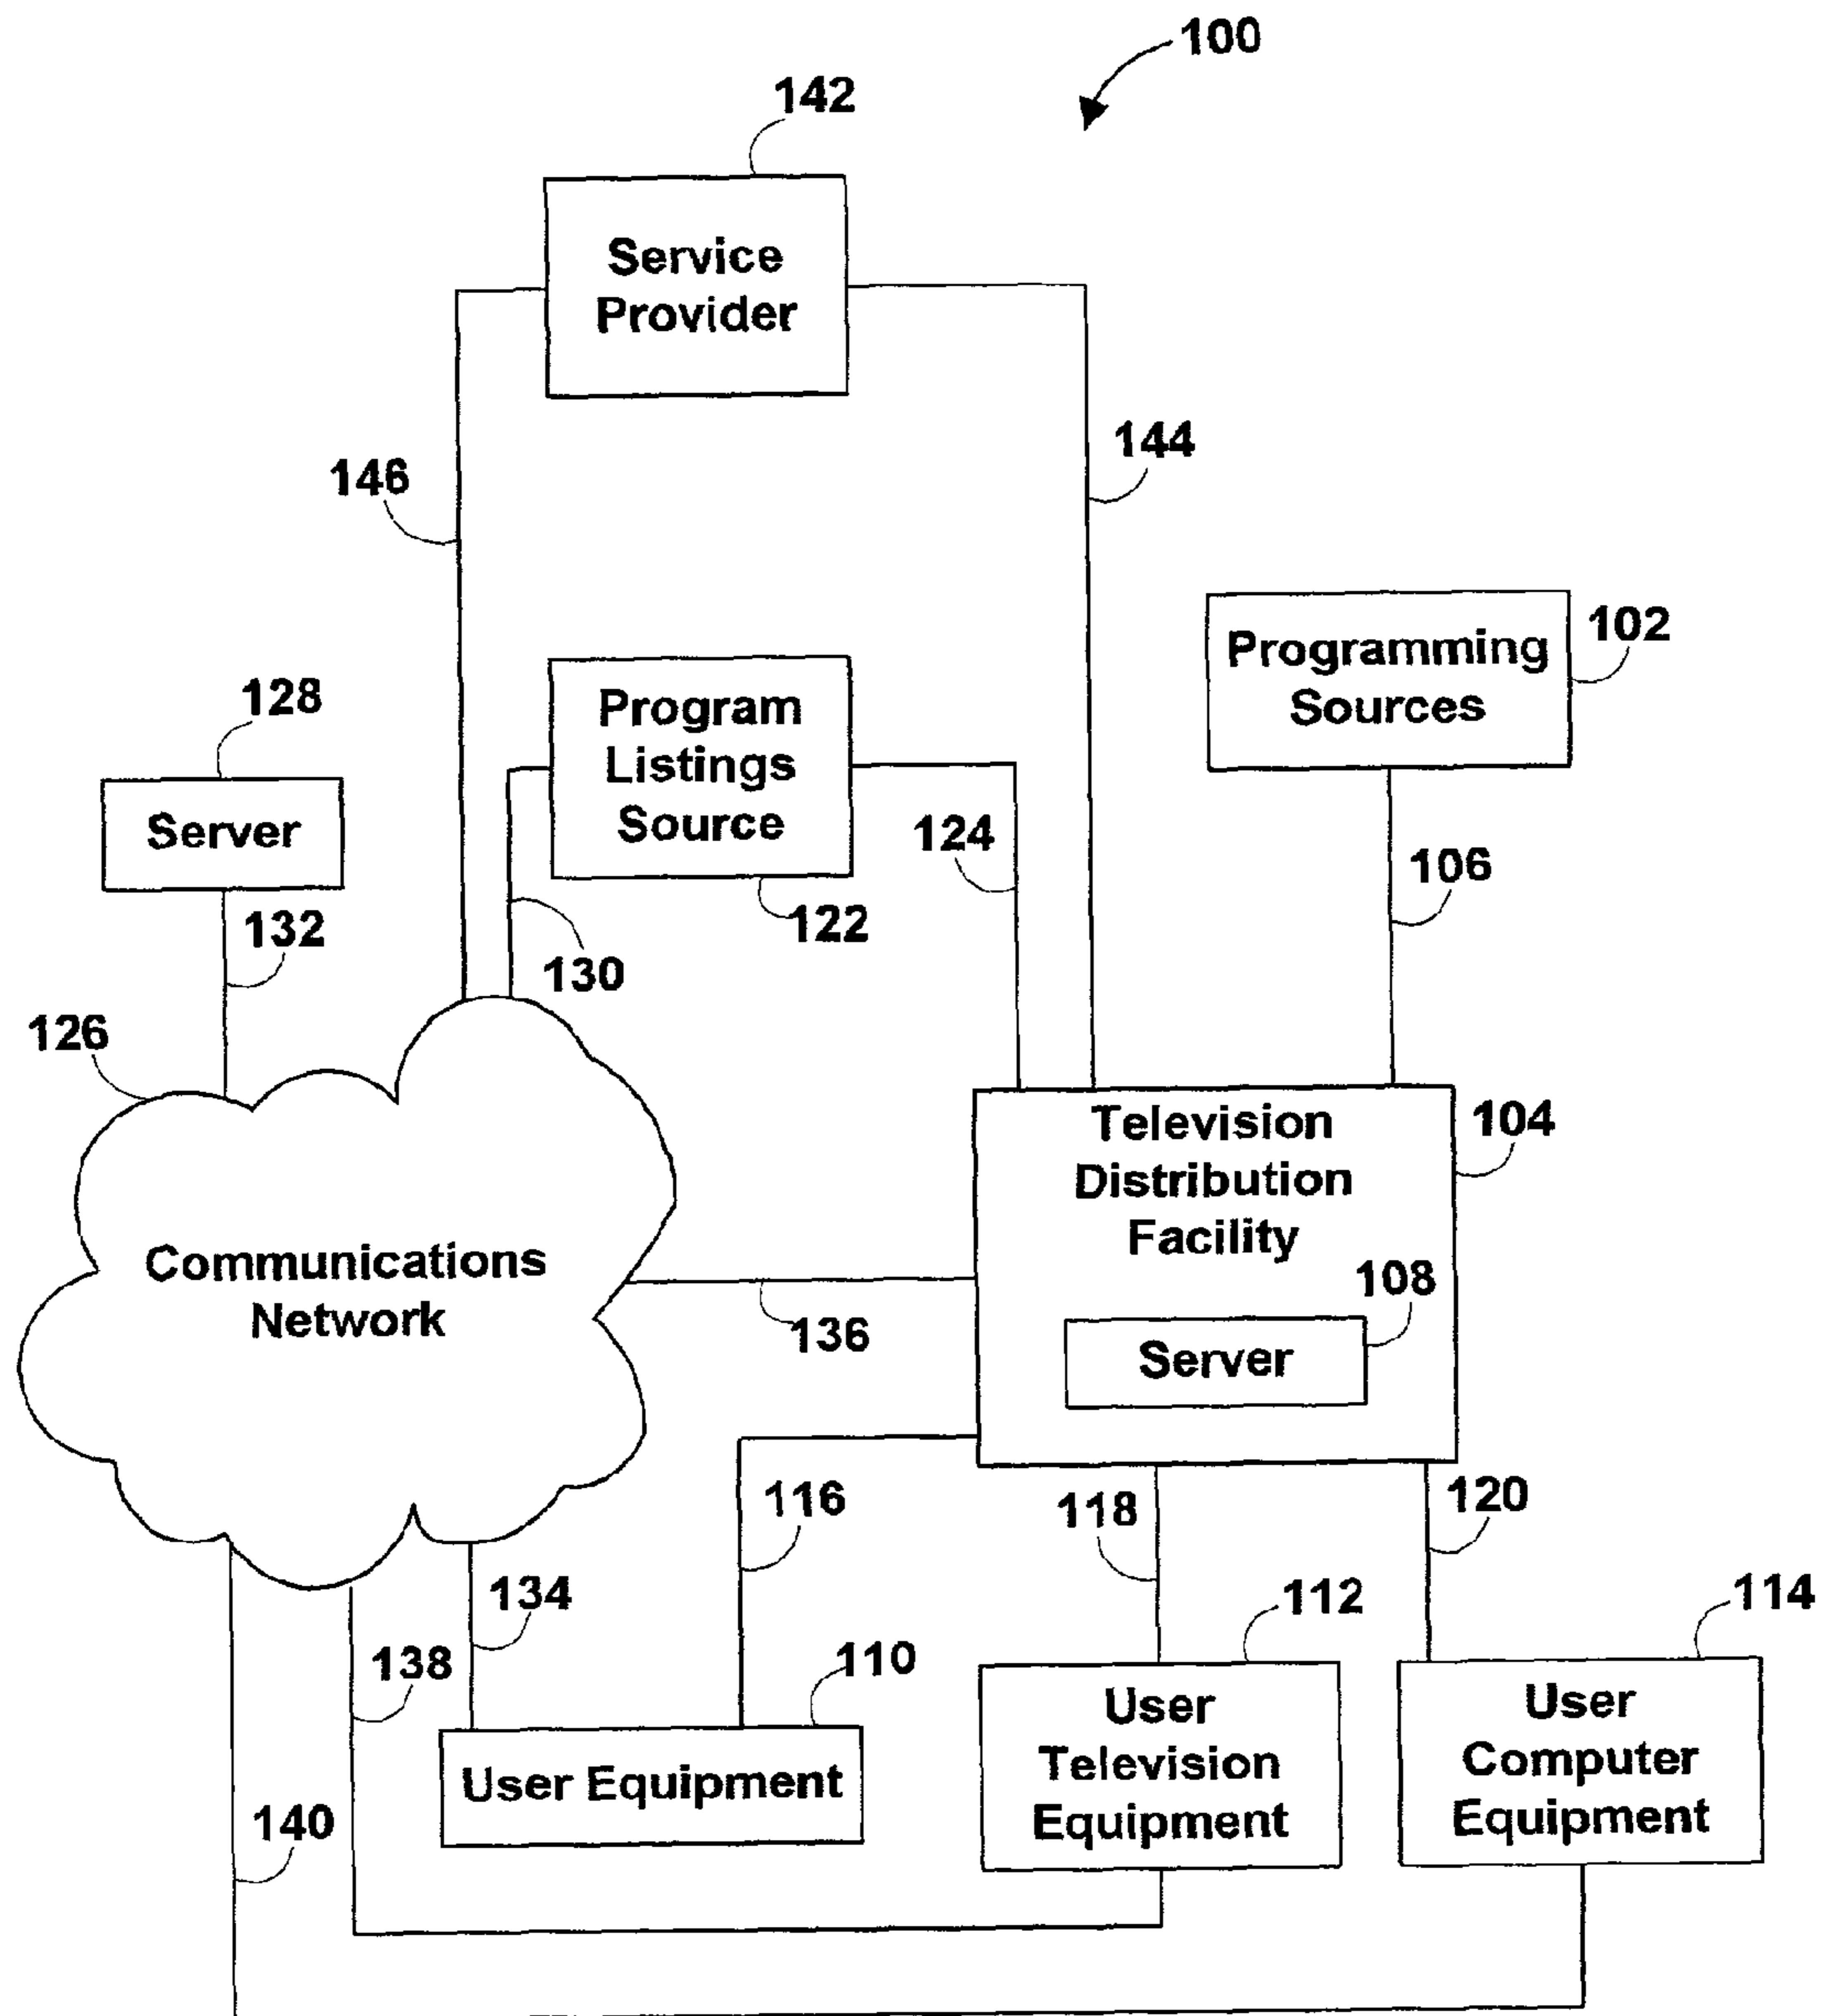 100
142
Service
Provider
144
146
102
Programming
Sources
128
Program
Listings
Source
Server
124
106
132
122
130
126
Television
Distribution
Facility
104
Communications
Network
108
136
Server
116
118
120
134
112
114
138
110
User
Television
Equipment
User
Computer
Equipment
User Equipment
140